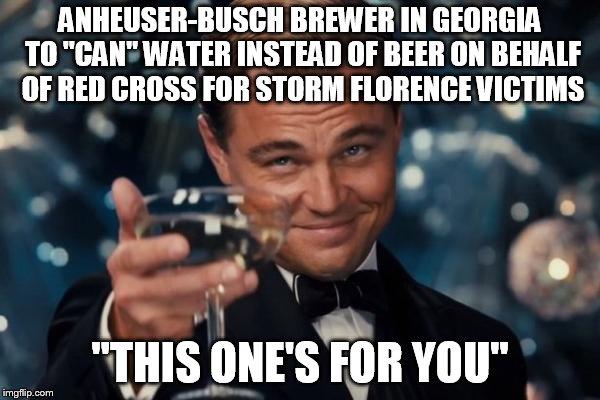 ANHEUSER-BUSCH BREWER IN GEORGIA
TO "CAN" WATER INSTEAD OF BEER ON BEHALF
OF RED CROSS FOR STORM FLORENCE VICTIMS
"THIS ONE'S FOR YOU"
imgflip.com